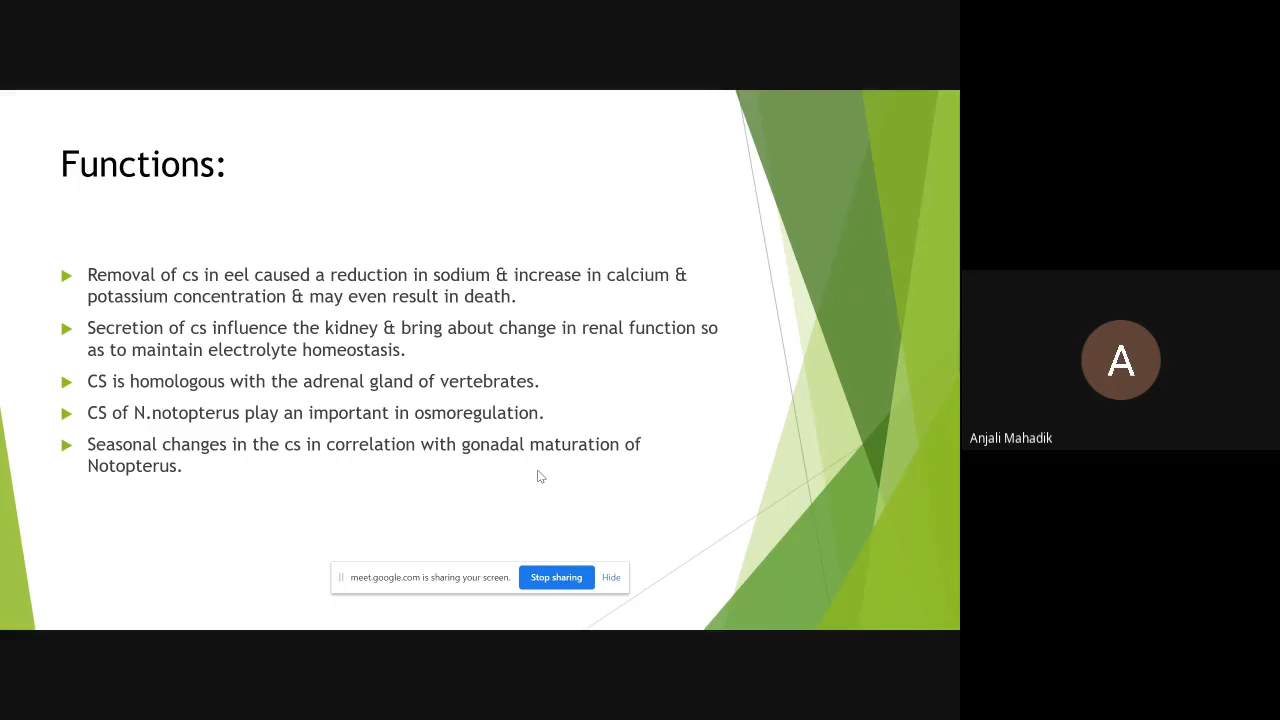 Functions:
Removal of cs in eel caused a reduction in sodium & increase in calcium &
potassium concentration & may even result in death.
Secretion of cs influence the kidney & bring about change in renal function so
as to maintain electrolyte homeostasis.
CS is homologous with the adrenal gland of vertebrates.
CS of N.notopterus play an important in osmoregulation.
Seasonal changes in the cs in correlation with gonadal maturation of
Notopterus.
meet.google.com is sharing your screen. Stop sharing Hide
A
Anjali Mahadik